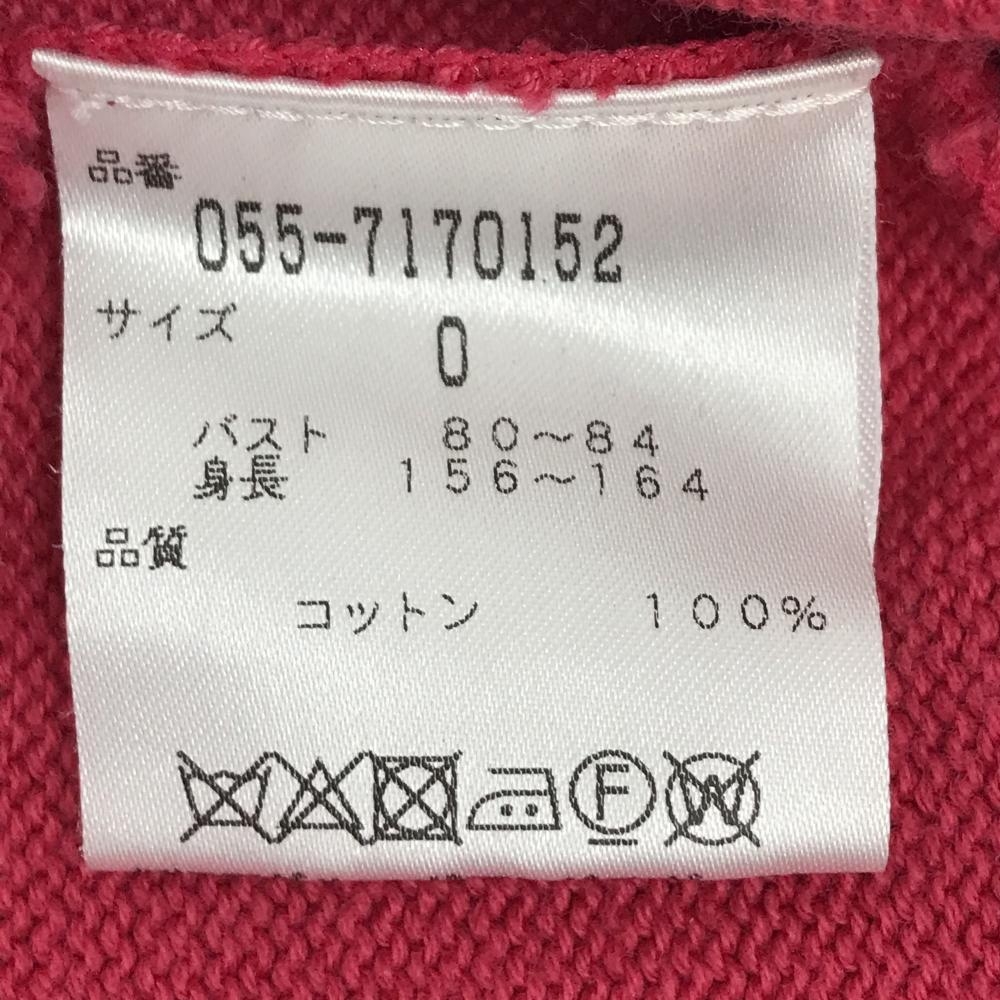 品番
055-7170152
サイズ 0
バスト 80～84
身長 156～164
品質
コットン 100%
F W